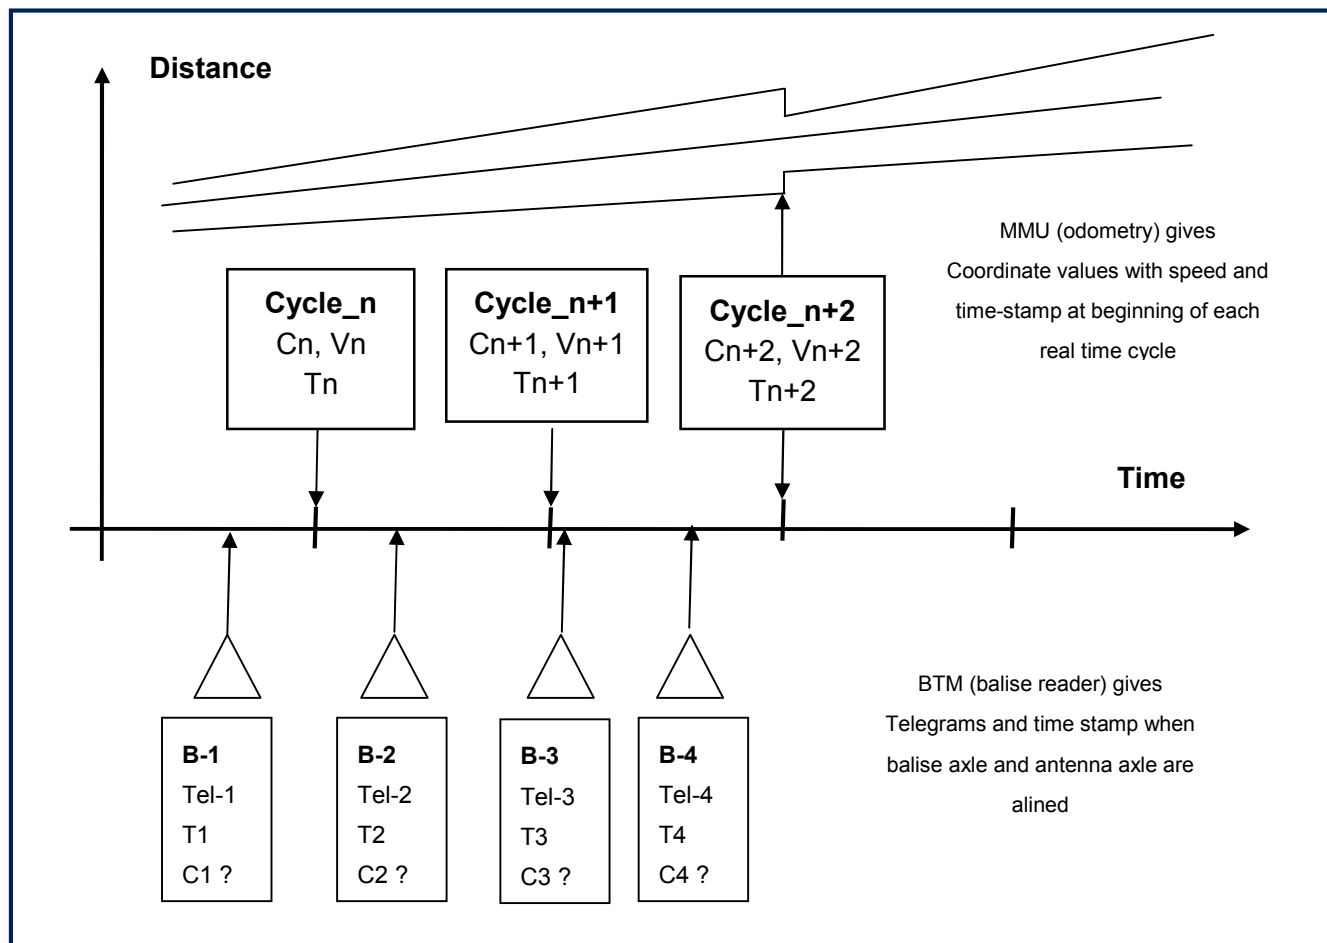 Distance
MMU (odometry) gives
Coordinate values with speed and
time-stamp at beginning of each
real time cycle
Cycle_n
Cn, Vn
Tn
Cycle_n+1
Cn+1, Vn+1
Tn+1
Cycle_n+2
Cn+2, Vn+2
Tn+2
Time
B-1
Tel-1
T1
C1 ?
B-2
Tel-2
T2
C2 ?
B-3
Tel-3
T3
C3 ?
B-4
Tel-4
T4
C4 ?
BTM (balise reader) gives
Telegrams and time stamp when
balise axle and antenna axle are
alined